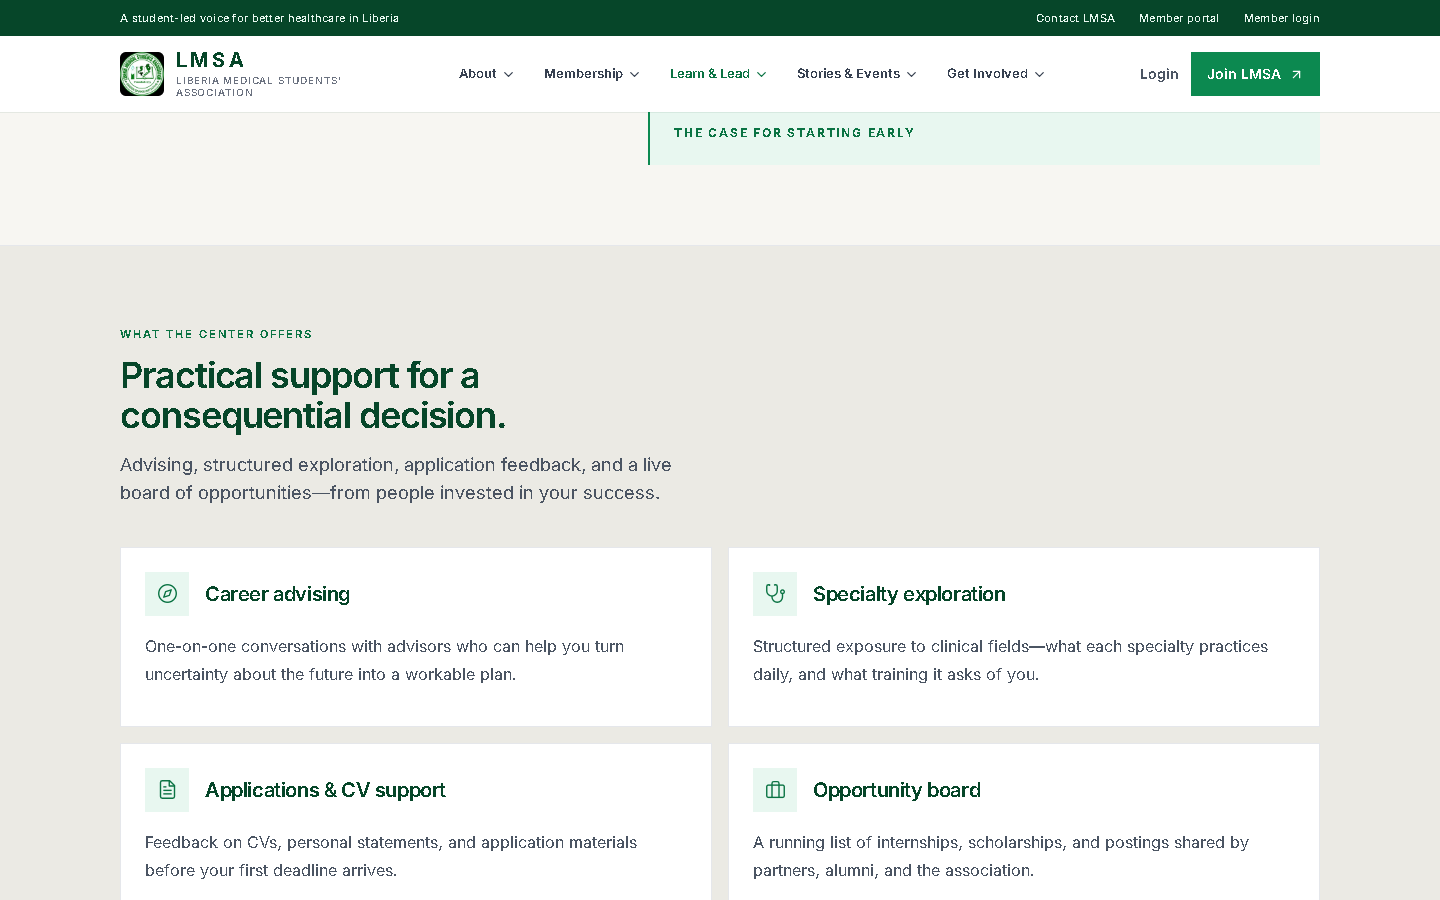 A student-led voice for better healthcare in Liberia
Contact LMSA
Member portal
Member login
LMSA
LIBERIA MEDICAL STUDENTS'
ASSOCIATION
About
Membership
Learn & Lead
Stories & Events
Get Involved
Login
Join LMSA
THE CASE FOR STARTING EARLY
WHAT THE CENTER OFFERS
Practical support for a
consequential decision.
Advising, structured exploration, application feedback, and a live
board of opportunities—from people invested in your success.
Career advising
One-on-one conversations with advisors who can help you turn
uncertainty about the future into a workable plan.
Specialty exploration
Structured exposure to clinical fields—what each specialty practices
daily, and what training it asks of you.
Applications & CV support
Feedback on CVs, personal statements, and application materials
before your first deadline arrives.
Opportunity board
A running list of internships, scholarships, and postings shared by
partners, alumni, and the association.